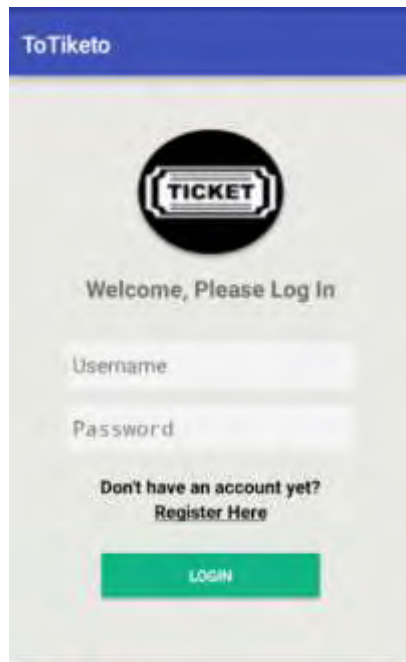 ToTiketo
TICKET
Welcome, Please Log In
Username
Password
Don't have an account yet?
Register Here
LOGIN